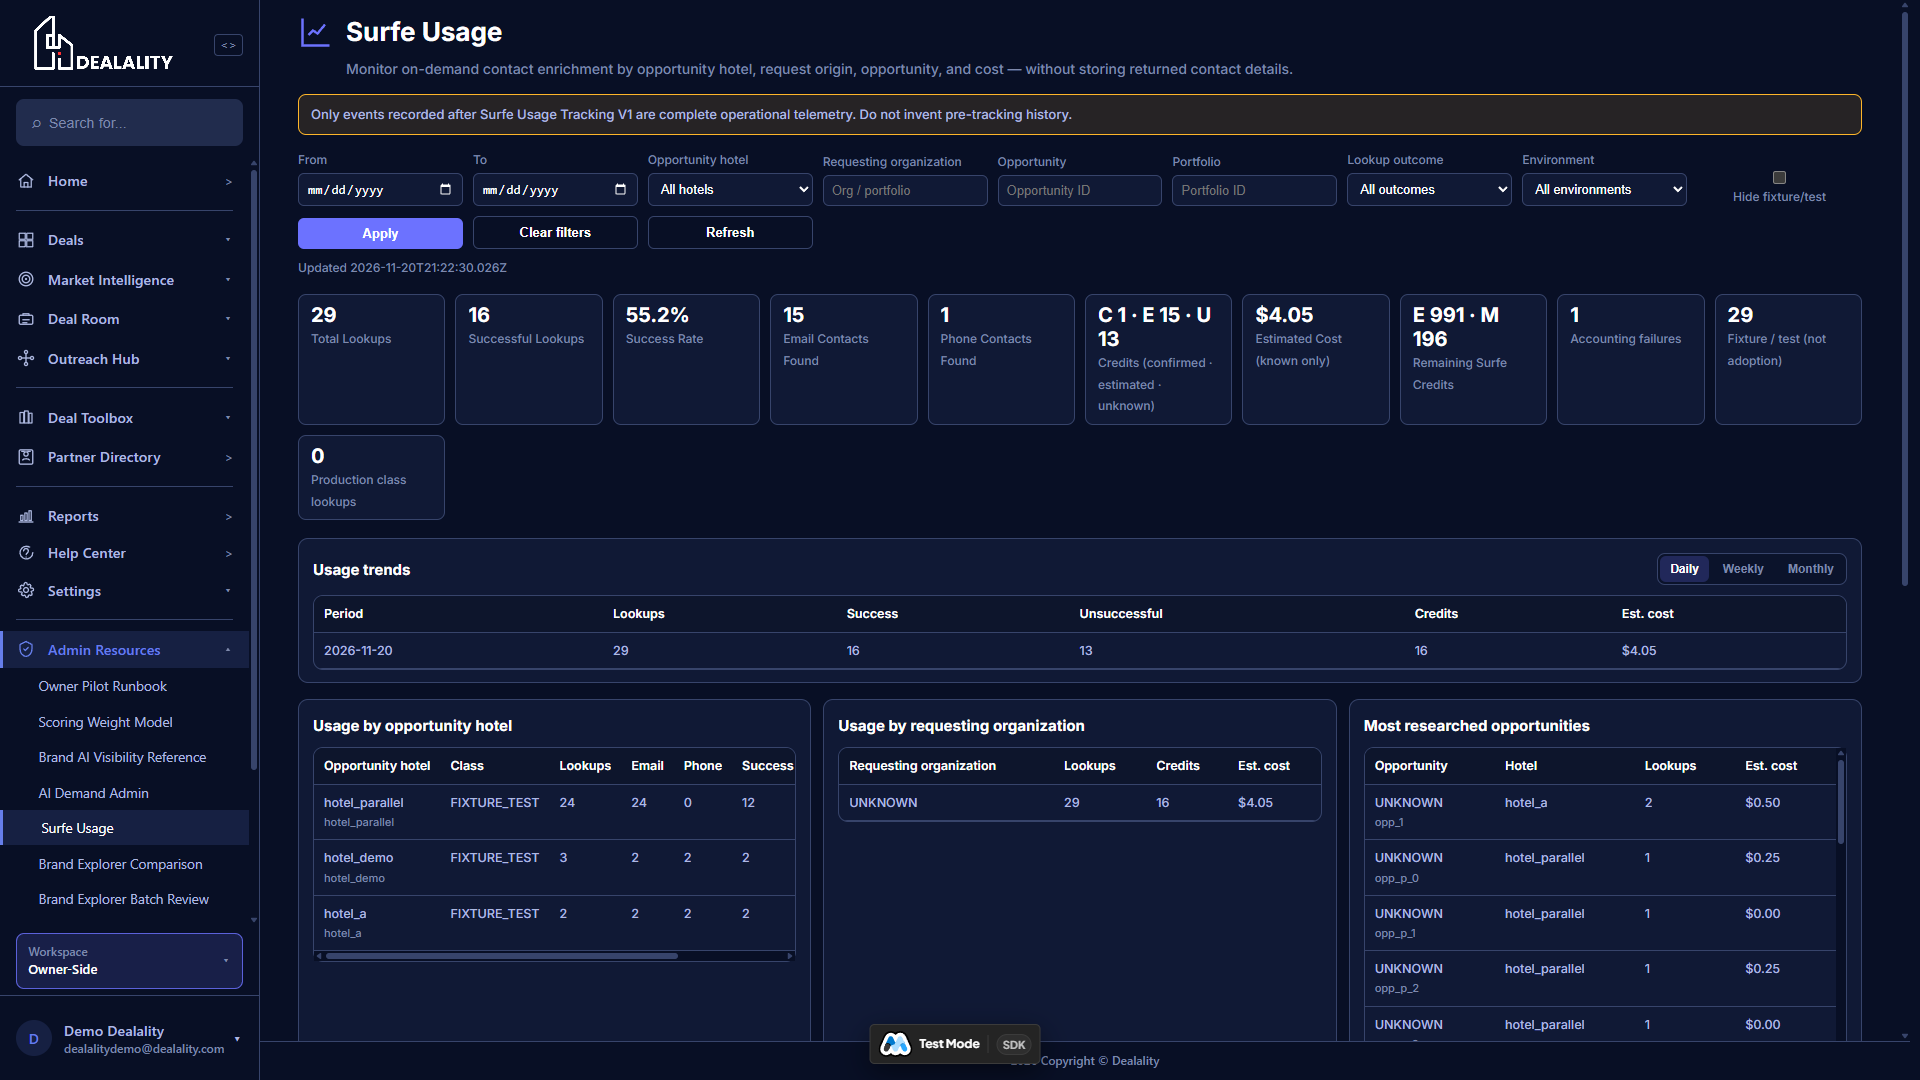 DEALALITY
<>
Search for...
Home
Deals
Market Intelligence
Deal Room
Outreach Hub
Deal Toolbox
Partner Directory
Reports
Help Center
Settings
Admin Resources
Owner Pilot Runbook
Scoring Weight Model
Brand AI Visibility Reference
AI Demand Admin
Surfe Usage
Brand Explorer Comparison
Brand Explorer Batch Review
Workspace
Owner-Side
D
Demo Dealality
dealalitydemo@dealality.com
Surfe Usage
Monitor on-demand contact enrichment by opportunity hotel, request origin, opportunity, and cost — without storing returned contact details.
Only events recorded after Surfe Usage Tracking V1 are complete operational telemetry. Do not invent pre-tracking history.
From
mm/dd/yyyy
To
mm/dd/yyyy
Opportunity hotel
All hotels
Requesting organization
Org / portfolio
Opportunity
Opportunity ID
Portfolio
Portfolio ID
Lookup outcome
All outcomes
Environment
All environments
Hide fixture/test
Apply
Clear filters
Refresh
Updated 2026-11-20T21:22:30.026Z
29
Total Lookups
16
Successful Lookups
55.2%
Success Rate
15
Email Contacts
Found
1
Phone Contacts
Found
C 1 · E 15 · U
13
Credits (confirmed ·
estimated ·
unknown)
$4.05
Estimated Cost
(known only)
E 991 · M
196
Remaining Surfe
Credits
1
Accounting failures
29
Fixture / test (not
adoption)
0
Production class
lookups
Usage trends
Daily Weekly Monthly
Period Lookups Success Unsuccessful Credits Est. cost
2026-11-20 29 16 13 16 $4.05
Usage by opportunity hotel
Opportunity hotel Class Lookups Email Phone Success
hotel_parallel FIXTURE_TEST 24 24 0 12
hotel_parallel
hotel_demo FIXTURE_TEST 3 2 2 2
hotel_demo
hotel_a FIXTURE_TEST 2 2 2 2
hotel_a
Usage by requesting organization
Requesting organization Lookups Credits Est. cost
UNKNOWN 29 16 $4.05
Most researched opportunities
Opportunity Hotel Lookups Est. cost
UNKNOWN hotel_a 2 $0.50
opp_1
UNKNOWN hotel_parallel 1 $0.25
opp_p_0
UNKNOWN hotel_parallel 1 $0.00
opp_p_1
UNKNOWN hotel_parallel 1 $0.25
opp_p_2
UNKNOWN hotel_parallel 1 $0.00
Test Mode SDK
Copyright © Dealality